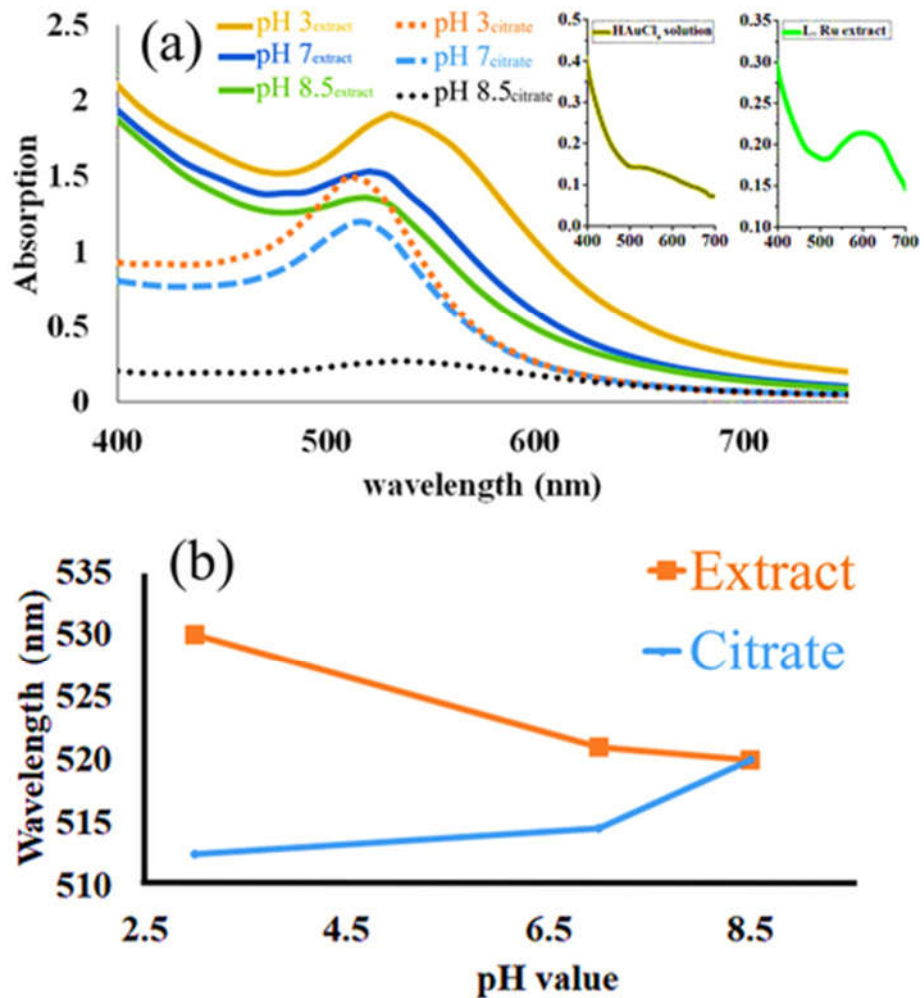 (a)
pH 3extract
pH 7extract
pH 8.5extract
pH 3citrate
pH 7citrate
pH 8.5citrate
HAuCl4 solution
L. Ru extract
2.5
2
1.5
1
0.5
0
Absorption
400 500 600 700
wavelength (nm)
0.5
0.4
0.3
0.2
0.1
0.0
400 500 600 700
0.35
0.30
0.25
0.20
0.15
0.10
400 500 600 700
(b)
Extract
Citrate
535
530
525
520
515
510
Wavelength (nm)
2.5 4.5 6.5 8.5
pH value